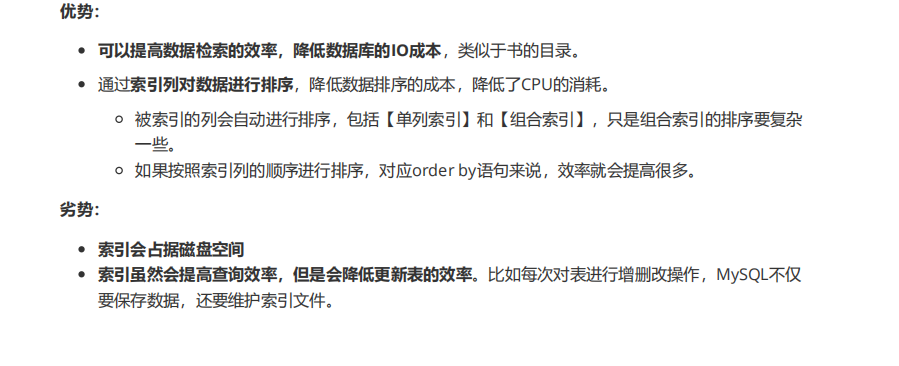 优势：
可以提高数据检索的效率，降低数据库的IO成本，类似于书的目录。
通过索引列对数据进行排序，降低数据排序的成本，降低了CPU的消耗。
被索引的列会自动进行排序，包括【单列索引】和【组合索引】，只是组合索引的排序要复杂
一些。
如果按照索引列的顺序进行排序，对应order by语句来说，效率就会提高很多。
劣势：
索引会占据磁盘空间
索引虽然会提高查询效率，但是会降低更新表的效率。比如每次对表进行增删改操作，MySQL不仅
要保存数据，还要维护索引文件。